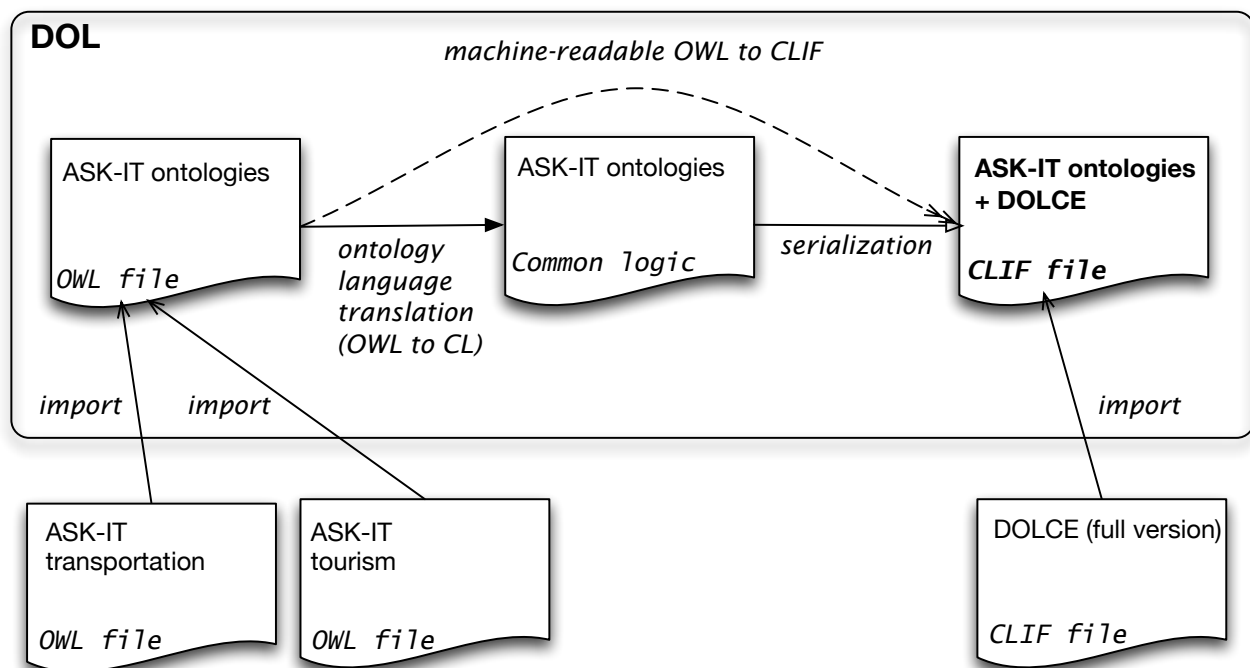 DOL
machine-readable OWL to CLIF
ASK-IT ontologies
OWL file
ontology
language
translation
(OWL to CL)
ASK-IT ontologies
Common logic
serialization
ASK-IT ontologies
+ DOLCE
CLIF file
import
import
import
ASK-IT
transportation
OWL file
ASK-IT
tourism
OWL file
DOLCE (full version)
CLIF file